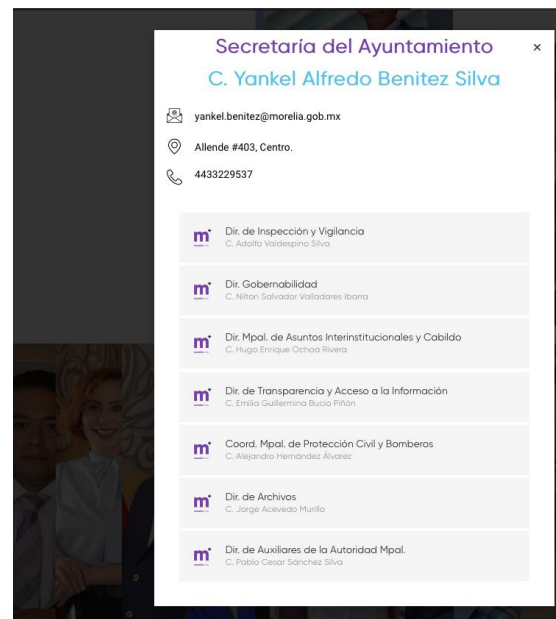 Secretaría del Ayuntamiento
×
C. Yankel Alfredo Benitez Silva
yankel.benitez@morelia.gob.mx
Allende #403, Centro.
4433229537
m
Dir. de Inspección y Vigilancia
C. Adolfo Valdespino Silva
m
Dir. Gobernabilidad
C. Nilton Salvador Valladares Ibarra
m
Dir. Mpal. de Asuntos Interinstitucionales y Cabildo
C. Hugo Enrique Ochoa Rivera
m
Dir. de Transparencia y Acceso a la Información
C. Emilia Guillermina Bucio Piñón
m
Coord. Mpal. de Protección Civil y Bomberos
C. Alejandro Hernández Álvarez
m
Dir. de Archivos
C. Jorge Acevedo Murillo
m
Dir. de Auxiliares de la Autoridad Mpal.
C. Pablo Cesar Sánchez Silva